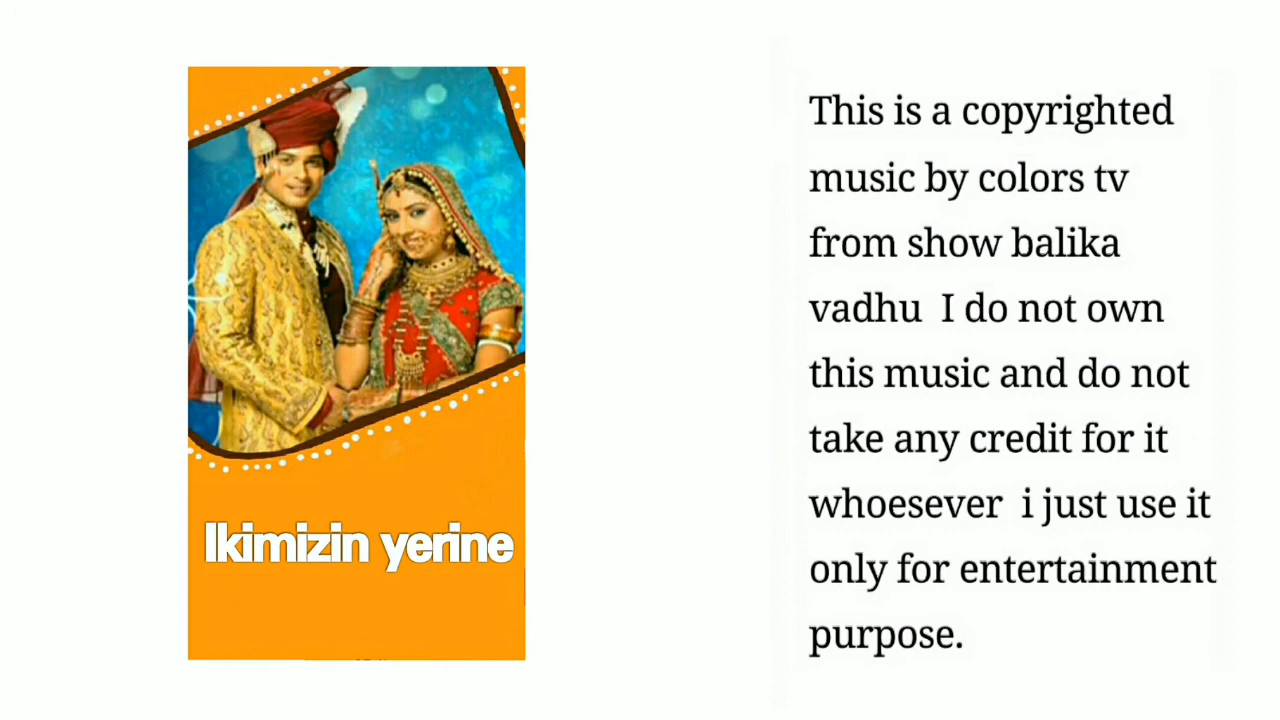 Ikimizin yerine
This is a copyrighted
music by colors tv
from show balika
vadhu I do not own
this music and do not
take any credit for it
whoesever i just use it
only for entertainment
purpose.